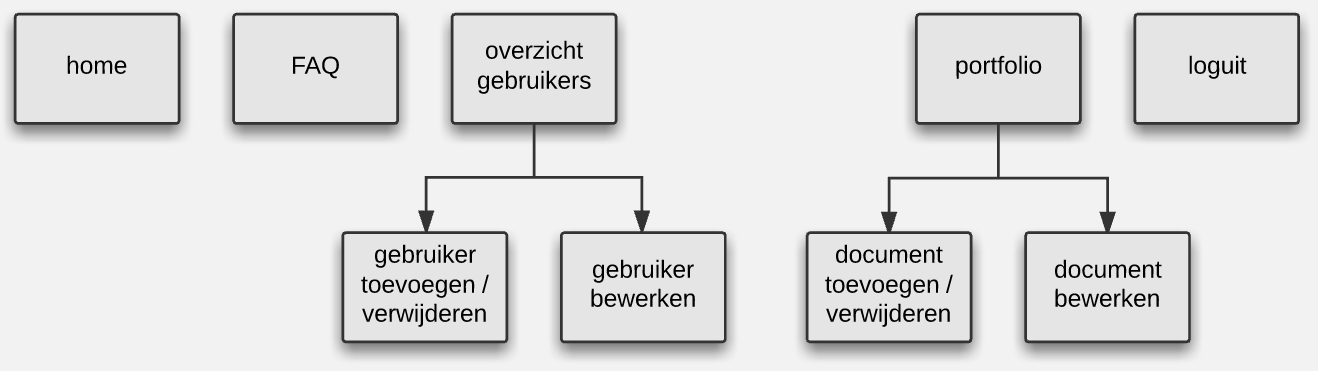 home
FAQ
overzicht
gebruikers
portfolio
loguit
gebruiker
toevoegen /
verwijderen
gebruiker
bewerken
document
toevoegen /
verwijderen
document
bewerken